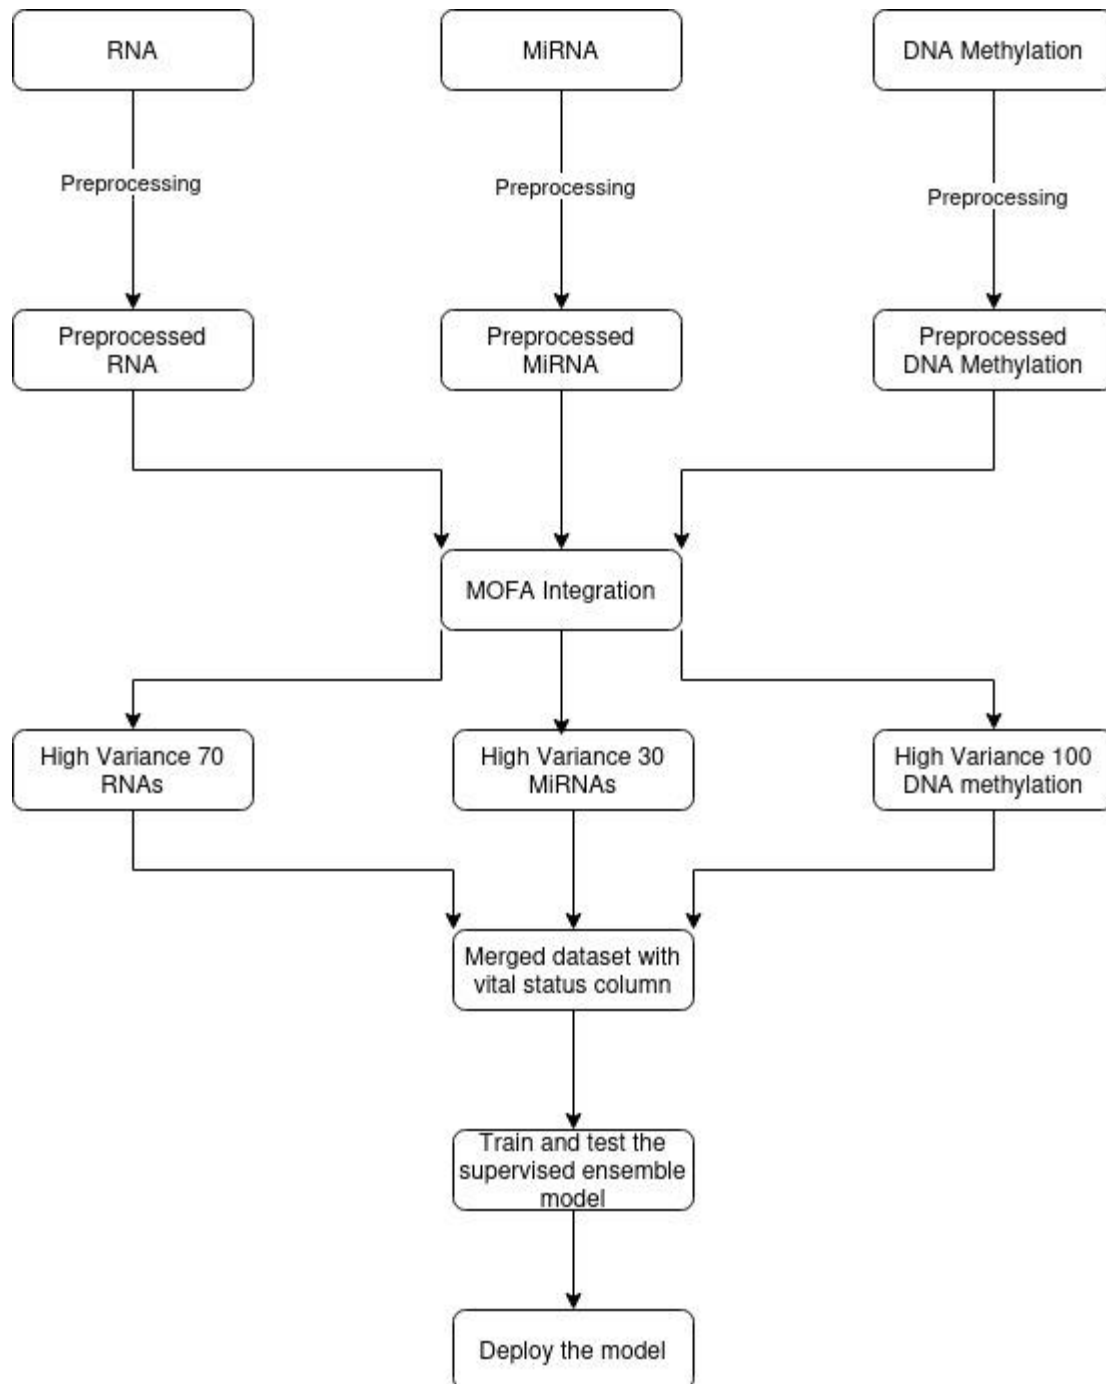 RNA
MiRNA
DNA Methylation
Preprocessing
Preprocessing
Preprocessing
Preprocessed
RNA
Preprocessed
MiRNA
Preprocessed
DNA Methylation
MOFA Integration
High Variance 70
RNAs
High Variance 30
MiRNAs
High Variance 100
DNA methylation
Merged dataset with
vital status column
Train and test the
supervised ensemble
model
Deploy the model